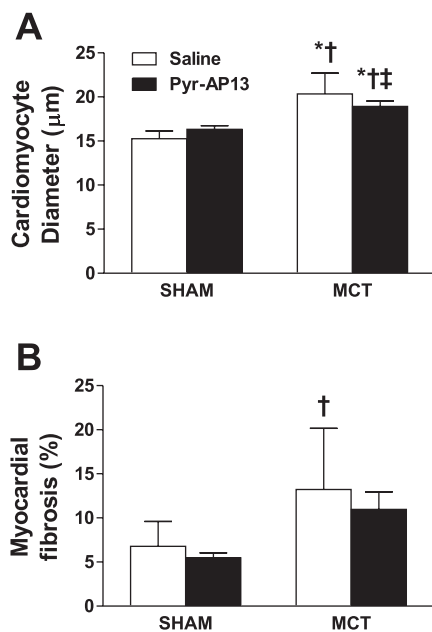 A
Cardiomyocyte
Diameter (μm)
25
20
15
10
5
0
Saline
Pyr-AP13
*†
*†‡
SHAM
MCT
B
Myocardial
fibrosis (%)
25
20
15
10
5
0
†
SHAM
MCT